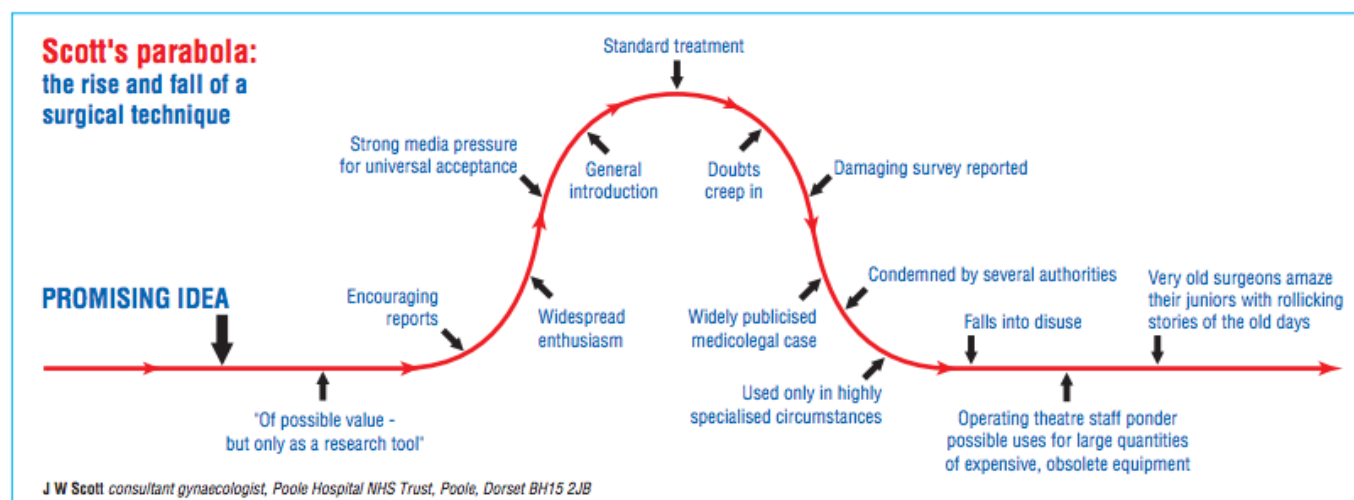 Scott's parabola:
the rise and fall of a
surgical technique
PROMISING IDEA
"Of possible value -
but only as a research tool"
Encouraging
reports
Widespread
enthusiasm
Strong media pressure
for universal acceptance
General
introduction
Standard treatment
Doubts
creep in
Damaging survey reported
Widely publicised
medicolegal case
Condemned by several authorities
Used only in highly
specialised circumstances
Falls into disuse
Operating theatre staff ponder
possible uses for large quantities
of expensive, obsolete equipment
Very old surgeons amaze
their juniors with rollicking
stories of the old days
J W Scott consultant gynaecologist, Poole Hospital NHS Trust, Poole, Dorset BH15 2JB